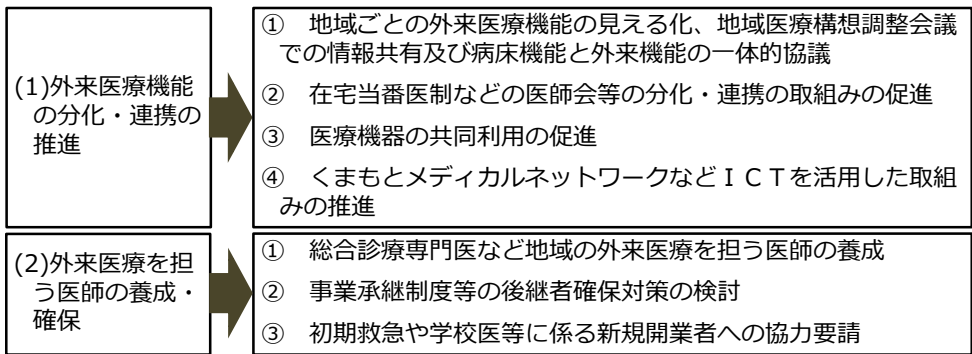 (1)外来医療機能
の分化・連携の
推進
①　地域ごとの外来医療機能の見える化、地域医療構想調整会議
での情報共有及び病床機能と外来機能の一体的協議
②　在宅当番医制などの医師会等の分化・連携の取組みの促進
③　医療機器の共同利用の促進
④　くまもとメディカルネットワークなどＩＣＴを活用した取組
みの推進
(2)外来医療を担
う医師の養成・
確保
①　総合診療専門医など地域の外来医療を担う医師の養成
②　事業承継制度等の後継者確保対策の検討
③　初期救急や学校医等に係る新規開業者への協力要請